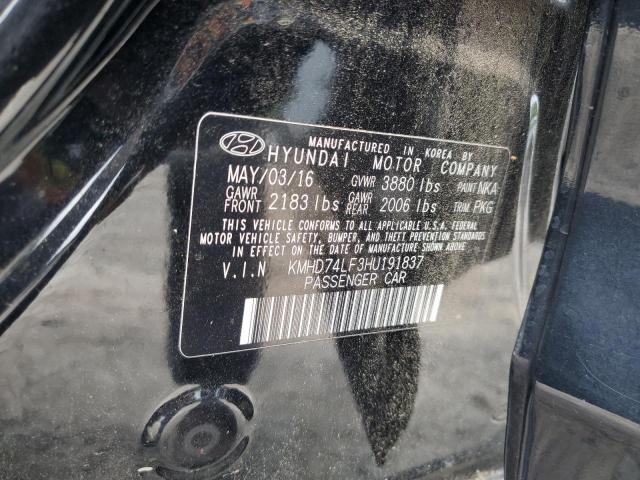 MANUFACTURED IN KOREA BY
HYUNDAI MOTOR COMPANY
MAY/03/16 GVWR 3880 lbs PAINT: NKA
GAWR FRONT 2183 lbs GAWR REAR 2006 lbs TRIM: PKG
THIS VEHICLE CONFORMS TO ALL APPLICABLE U.S.A.
MOTOR VEHICLE SAFETY, BUMPER, AND THEFT PREVENTION STANDARDS
IN EFFECT ON THE DATE OF MANUFACTURE SHOWN ABOVE.
V.I.N KMHD74LF3HU191837
PASSENGER CAR